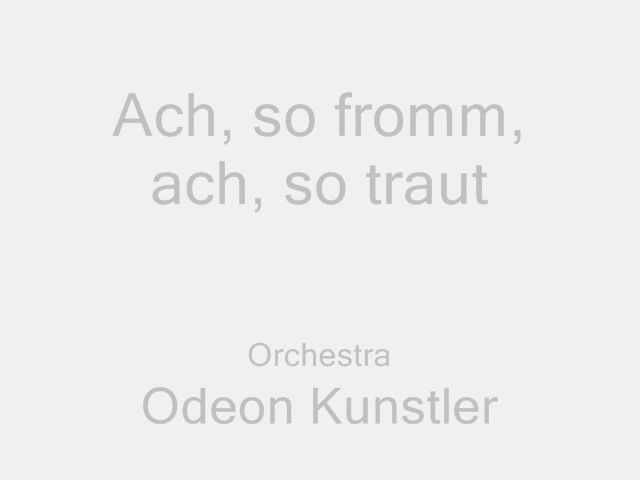 Ach, so fromm,
ach, so traut
Orchestra
Odeon Kunstler